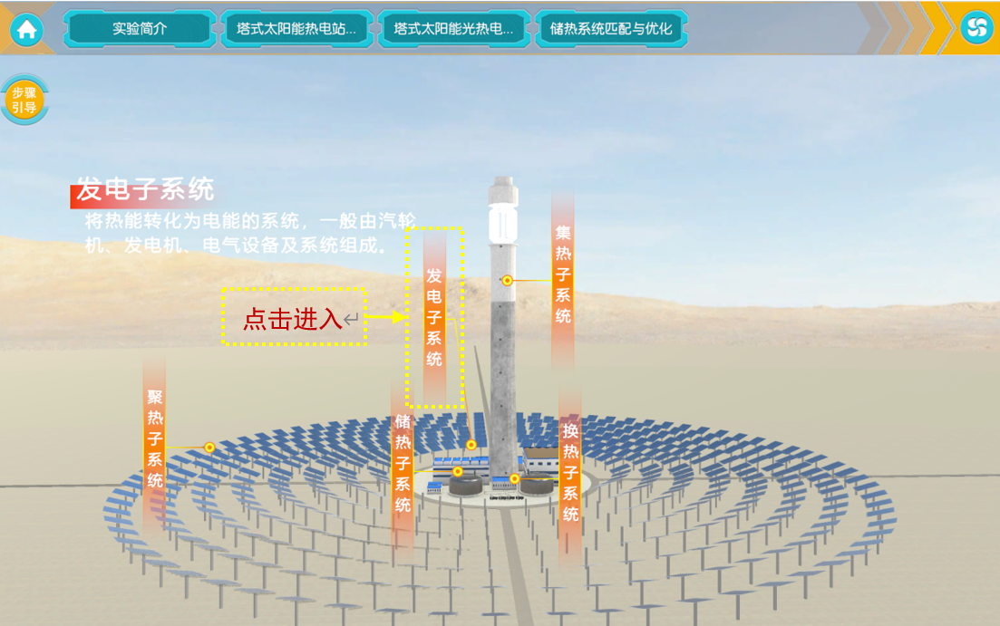 实验简介
塔式太阳能热电站...
塔式太阳能光热电...
储热系统匹配与优化
步骤
引导
发电子系统
将热能转化为电能的系统，一般由汽轮
机、发电机、电气设备及系统组成。
点击进入↵
发电子系统
集热子系统
聚热子系统
储热子系统
换热子系统